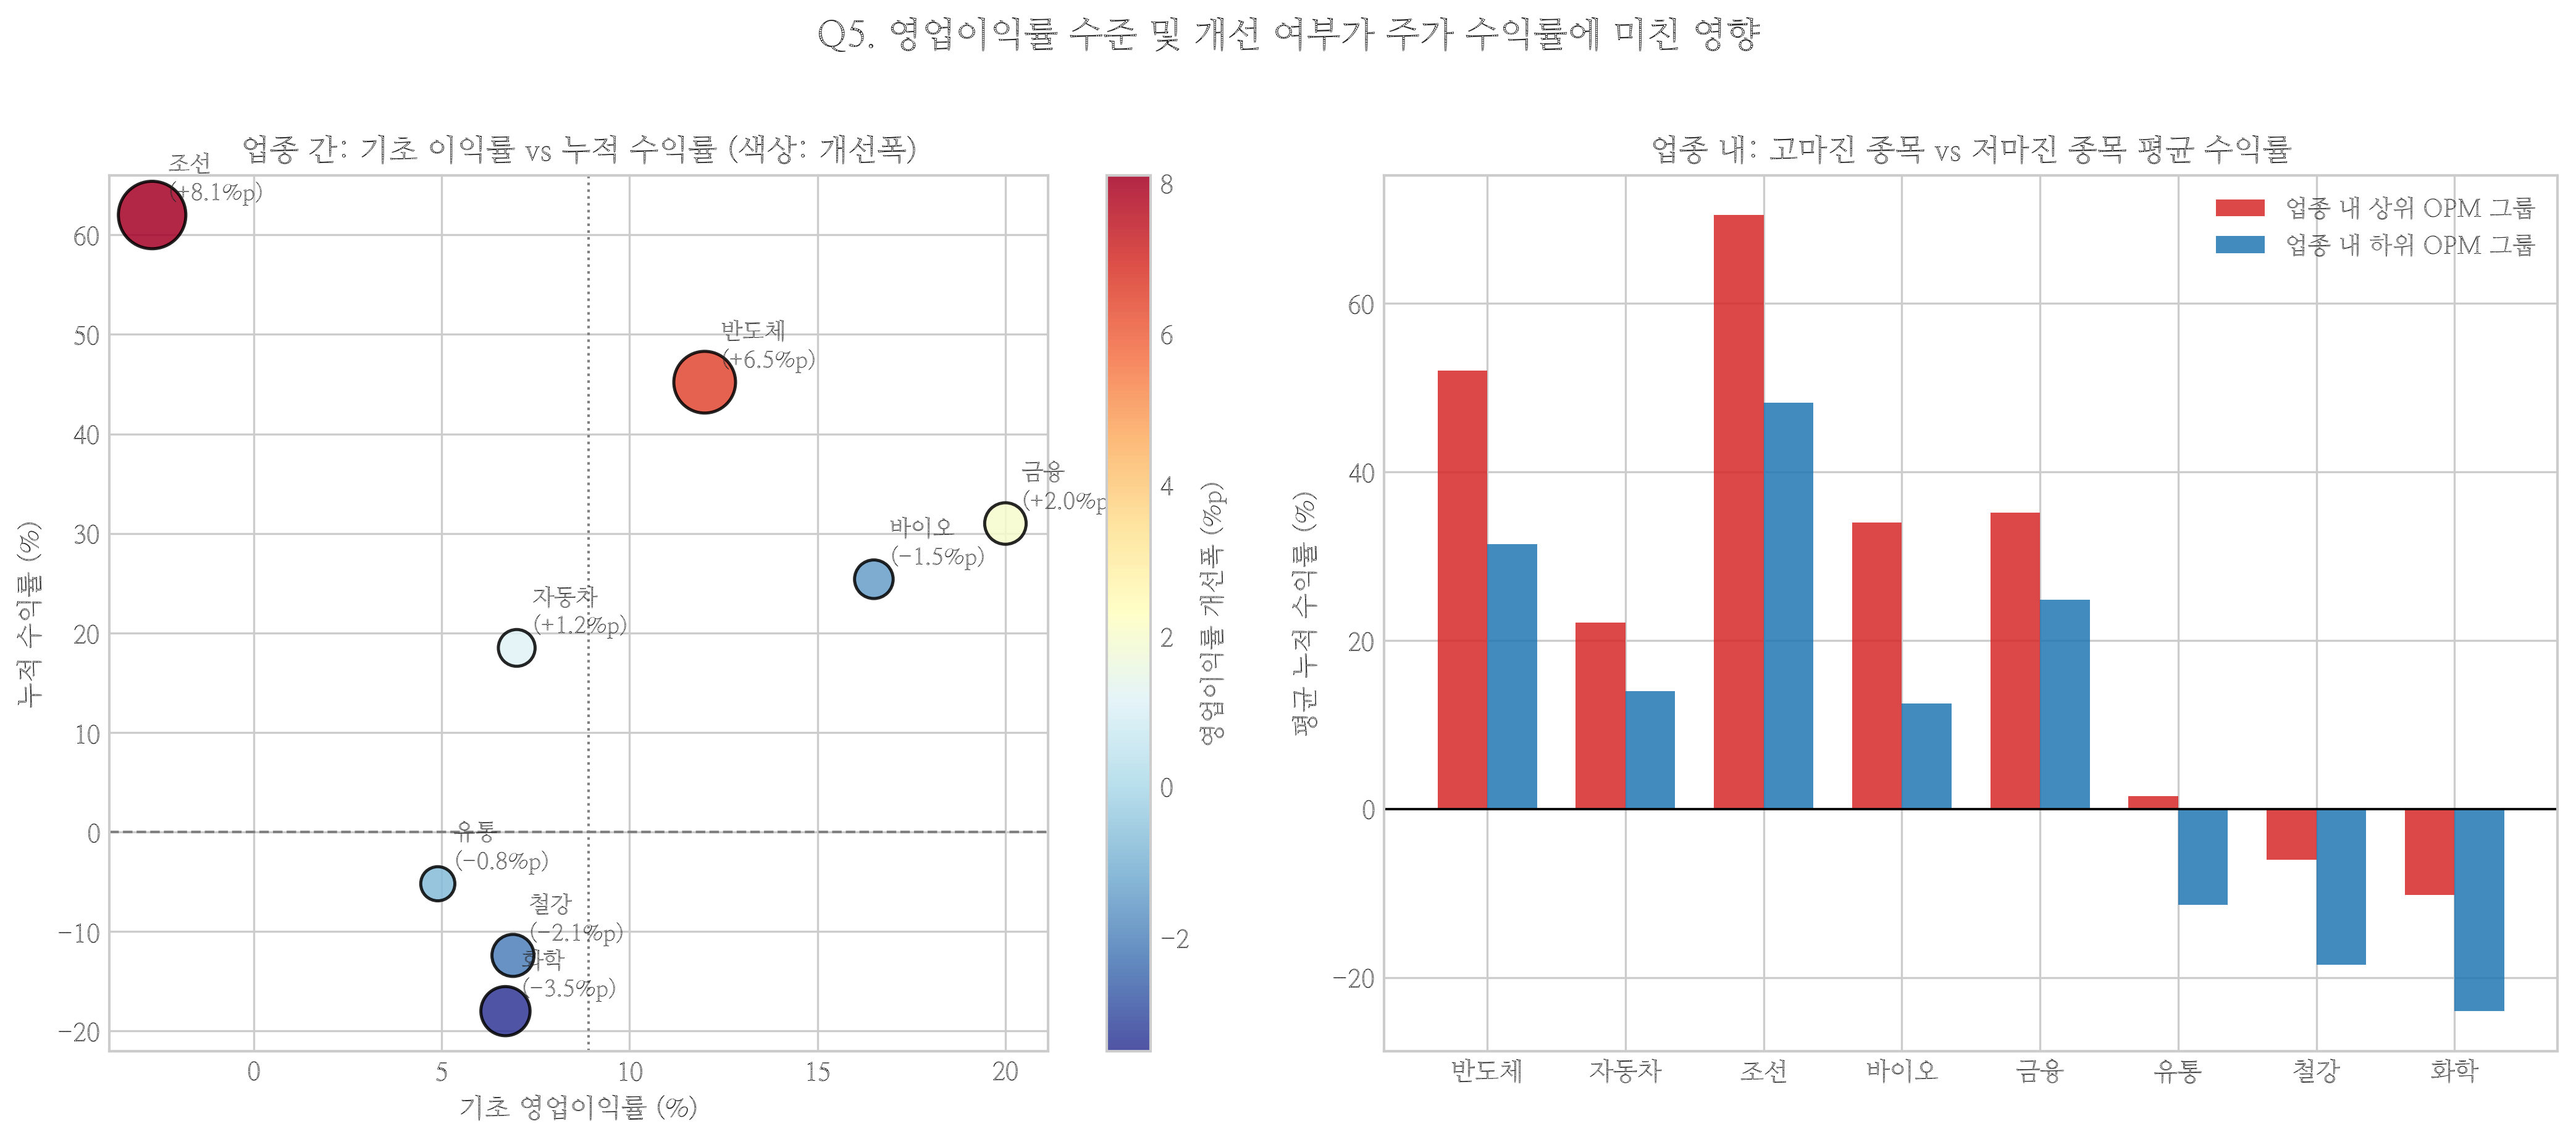 Q5. 영업이익률 수준 및 개선 여부가 주가 수익률에 미친 영향
업종 간: 기초 이익률 vs 누적 수익률 (색상: 개선폭)
조선
(+8.1%p)
반도체
(+6.5%p)
금융
(+2.0%p
바이오
(−1.5%p)
자동차
(+1.2%p)
유통
(−0.8%p)
철강
(−2.1%p)
화학
(−3.5%p)
60
50
40
30
20
10
0
−10
−20
누적 수익률 (%)
0
5
10
15
20
기초 영업이익률 (%)
8
6
4
2
0
−2
영업이익률 개선폭 (%p)
업종 내: 고마진 종목 vs 저마진 종목 평균 수익률
업종 내 상위 OPM 그룹
업종 내 하위 OPM 그룹
60
40
20
0
−20
평균 누적 수익률 (%)
반도체
자동차
조선
바이오
금융
유통
철강
화학